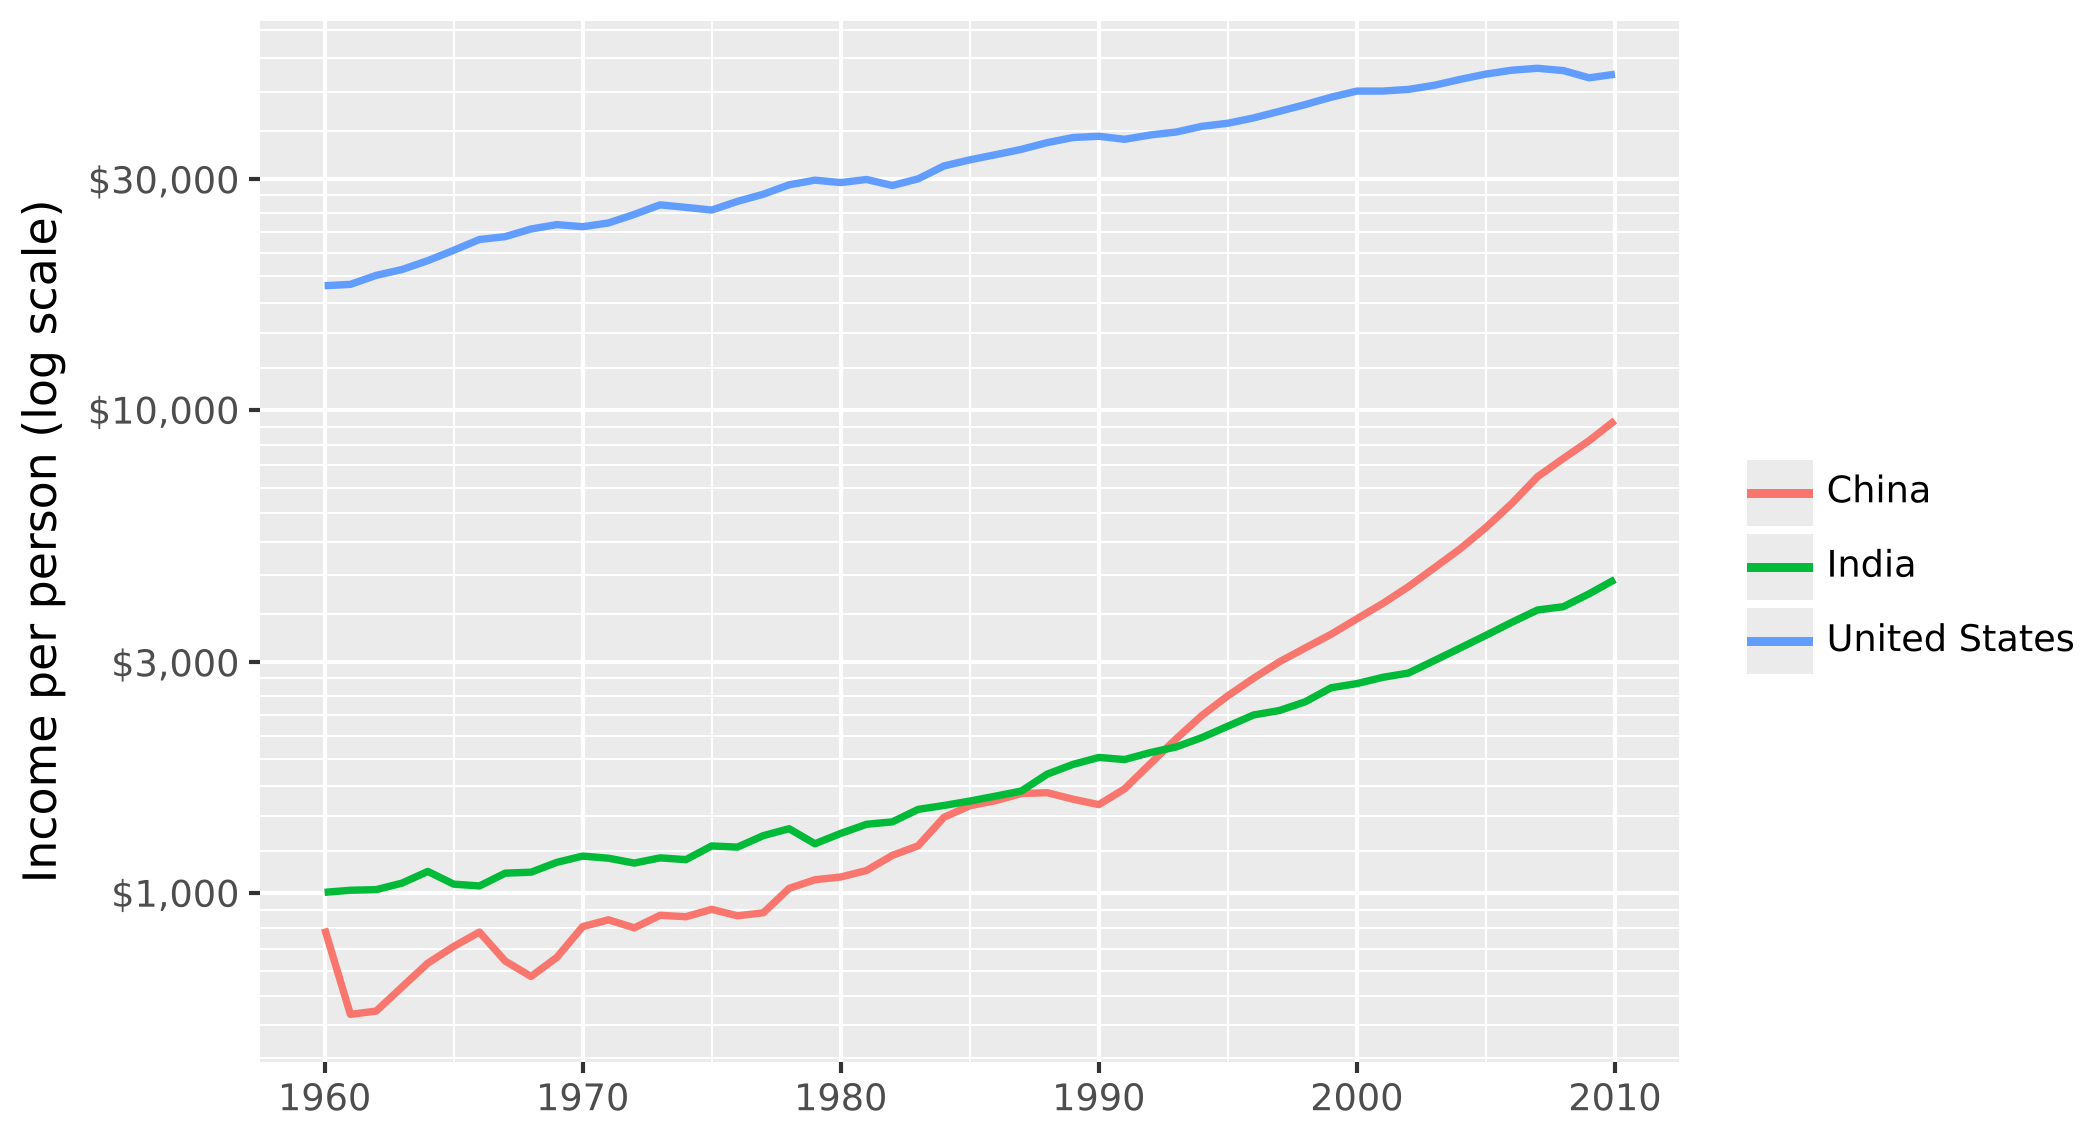 Income per person (log scale)
$30,000
$10,000
$3,000
$1,000
1960 1970 1980 1990 2000 2010
China
India
United States